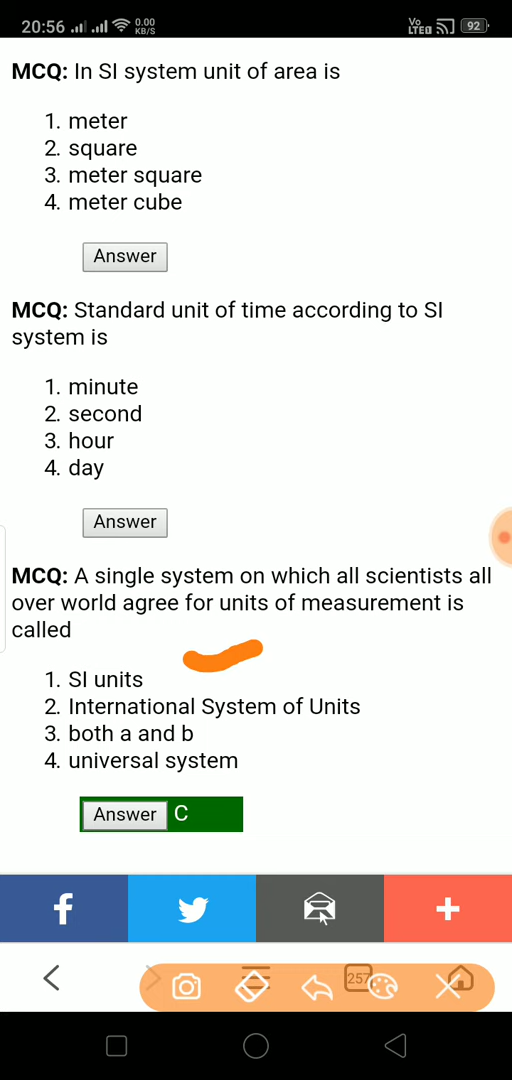 20:56 0.00 KB/S Vo LTE 92
MCQ: In SI system unit of area is
1. meter
2. square
3. meter square
4. meter cube
Answer
MCQ: Standard unit of time according to SI
system is
1. minute
2. second
3. hour
4. day
Answer
MCQ: A single system on which all scientists all
over world agree for units of measurement is
called
1. SI units
2. International System of Units
3. both a and b
4. universal system
Answer C
257